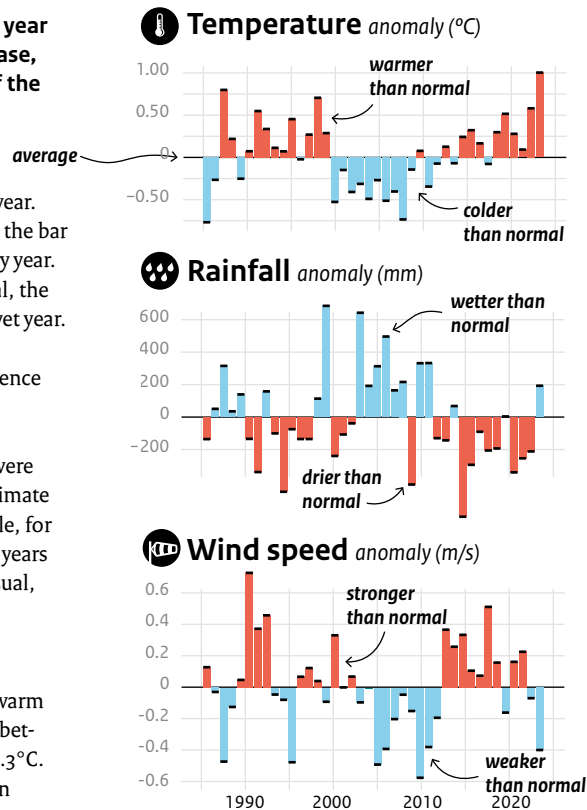 year
ase,
f the
average
year.
the bar
y year.
al, the
vet year.
ence
were
imate
le, for
years
sual,
warm
bet-
.3°C.
n
Temperature anomaly (°C)
1.00
0.50
0
−0.50
warmer
than normal
colder
than normal
Rainfall anomaly (mm)
600
400
200
0
−200
wetter than
normal
drier than
normal
Wind speed anomaly (m/s)
0.6
0.4
0.2
0
-0.2
-0.4
-0.6
stronger
than normal
weaker
than normal
1990 2000 2010 2020